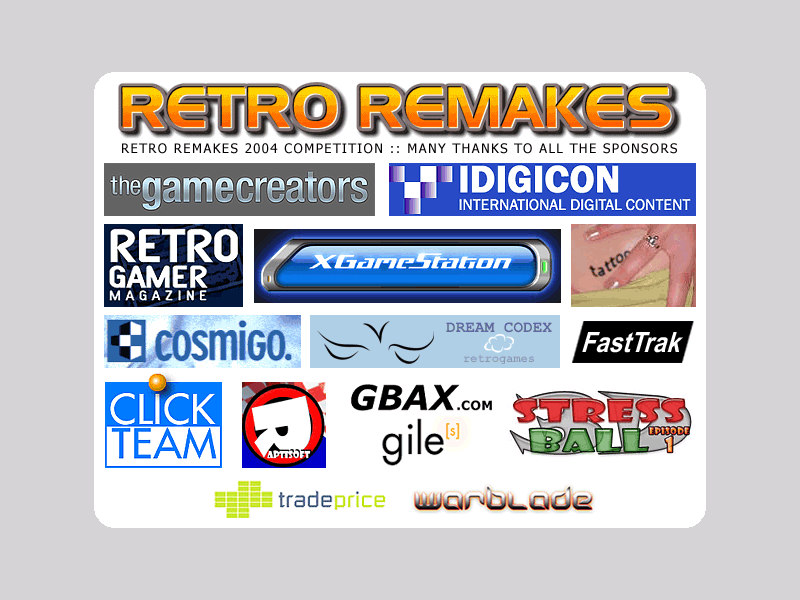 RETRO REMAKES
RETRO REMAKES 2004 COMPETITION :: MANY THANKS TO ALL THE SPONSORS
thegamecreators
IDIGICON
INTERNATIONAL DIGITAL CONTENT
RETRO
GAMER
MAGAZINE
XGameStation
tattoo
COSMIGO.
DREAM CODEX
retrogames
FastTrak
CLICK
TEAM
APTISOFT
GBAX.COM
gile[s]
STRESS
BALL
EPISODE
1
tradeprice
warblade